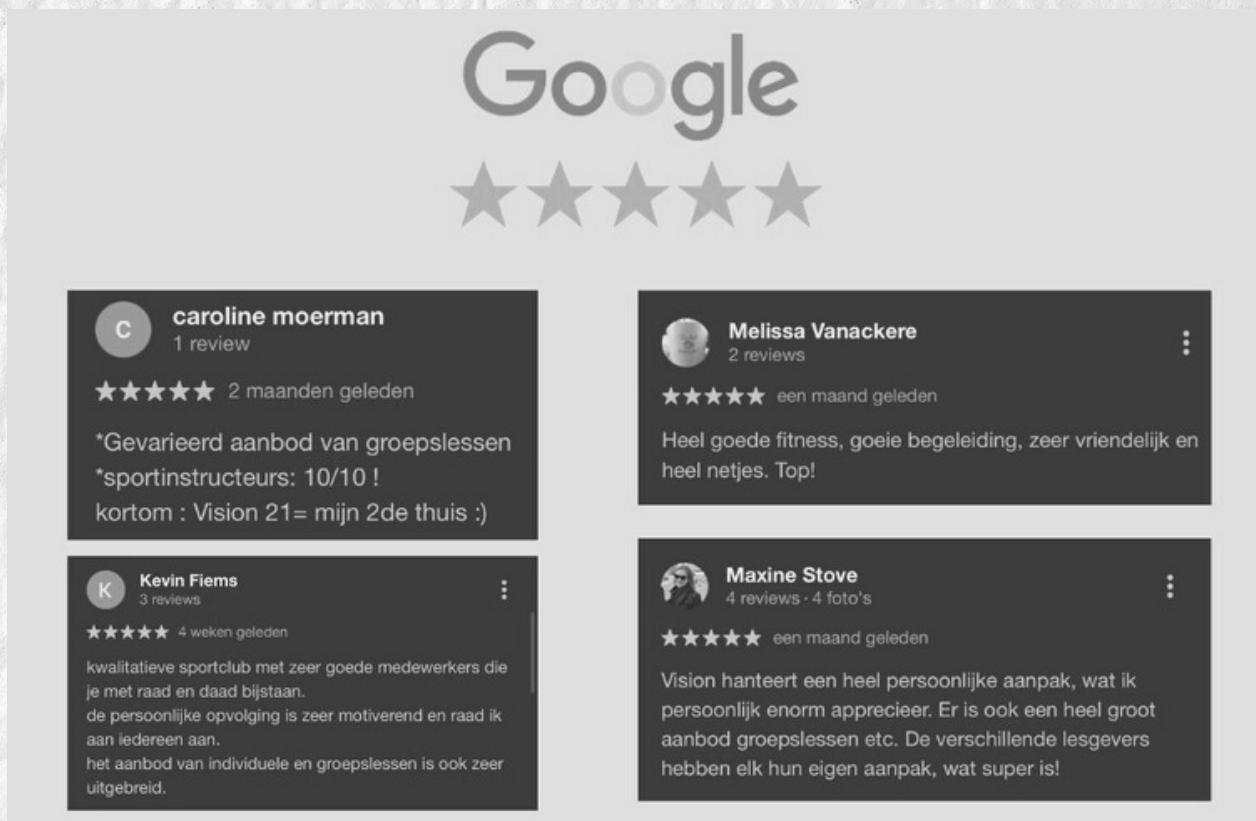 Google
C
caroline moerman
1 review
2 maanden geleden
*Gevarieerd aanbod van groepslessen
*sportinstructeurs: 10/10 !
kortom : Vision 21= mijn 2de thuis :)
K
Kevin Fiems
3 reviews
4 weken geleden
kwalitatieve sportclub met zeer goede medewerkers die
je met raad en daad bijstaan.
de persoonlijke opvolging is zeer motiverend en raad ik
aan iedereen aan.
het aanbod van individuele en groepslessen is ook zeer
uitgebreid.
Melissa Vanackere
2 reviews
een maand geleden
Heel goede fitness, goeie begeleiding, zeer vriendelijk en
heel netjes. Top!
Maxine Stove
4 reviews · 4 foto's
een maand geleden
Vision hanteert een heel persoonlijke aanpak, wat ik
persoonlijk enorm apprecieer. Er is ook een heel groot
aanbod groepslessen etc. De verschillende lesgevers
hebben elk hun eigen aanpak, wat super is!